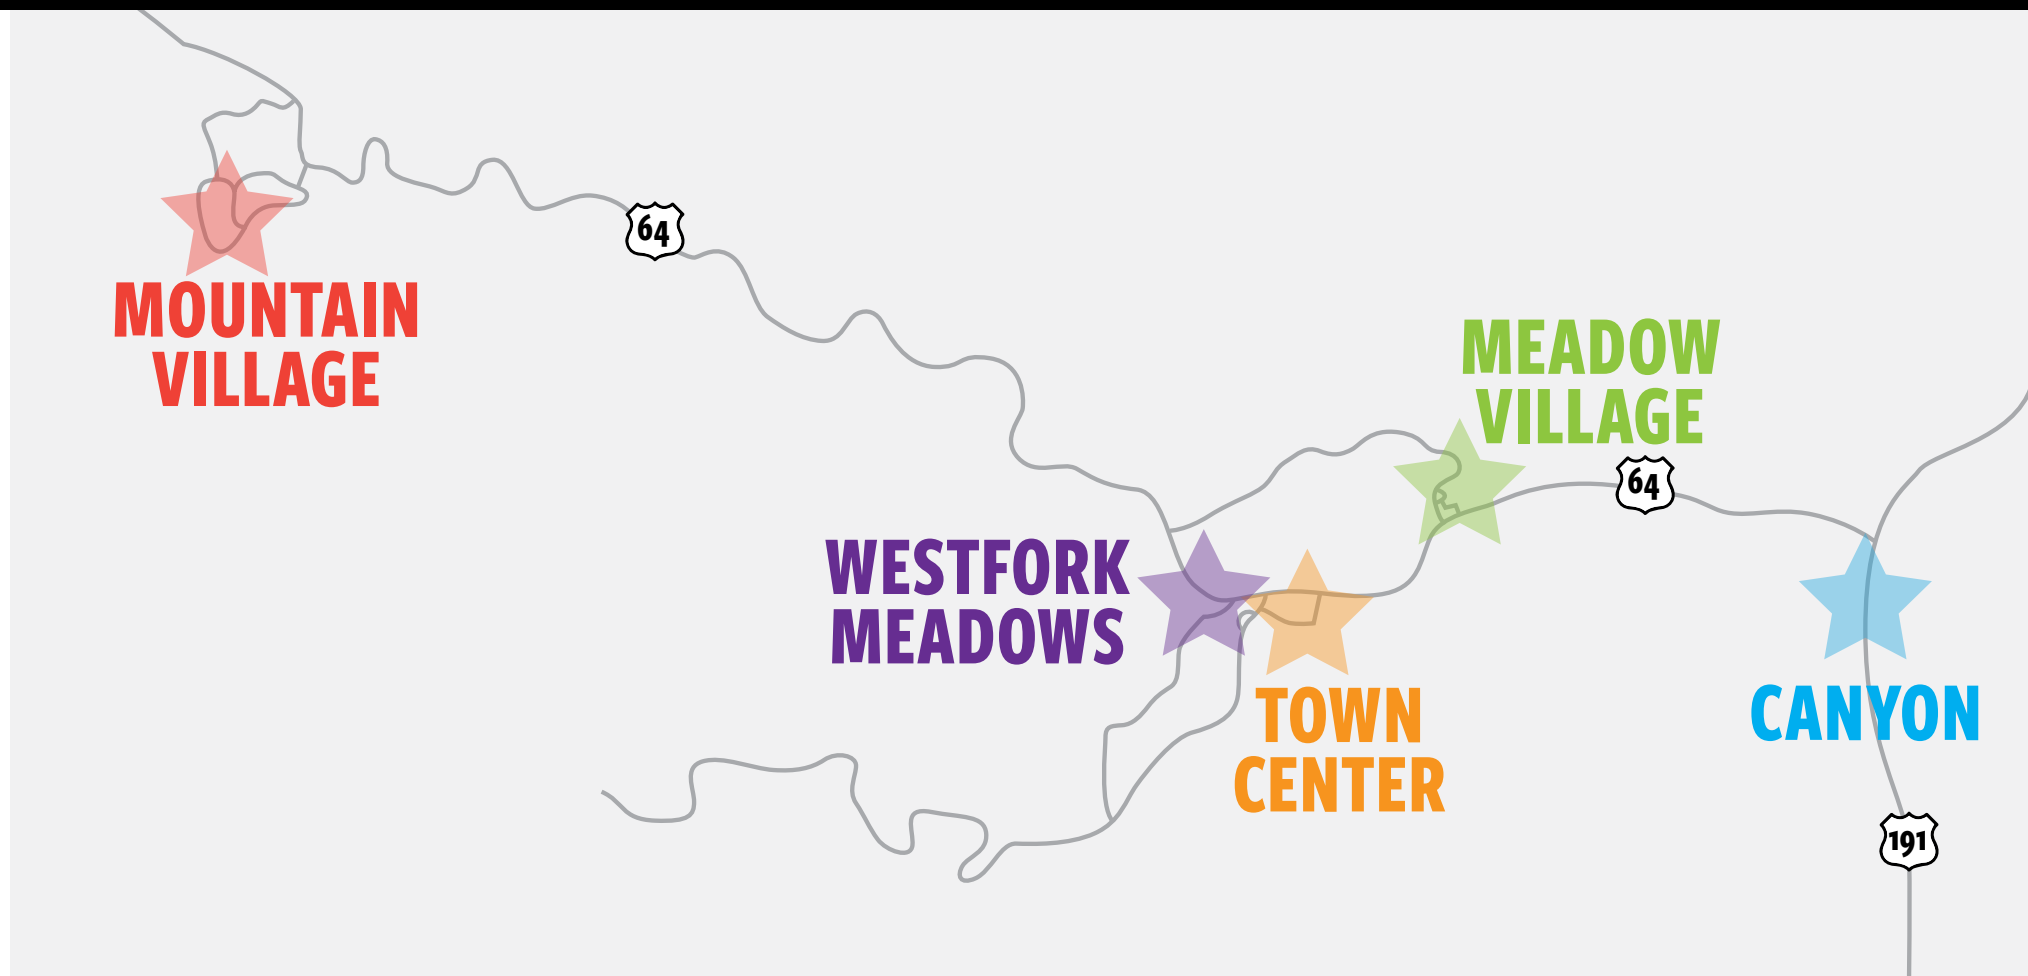 64
MOUNTAIN
VILLAGE
MEADOW
VILLAGE
64
WESTFORK
MEADOWS
TOWN
CENTER
CANYON
191